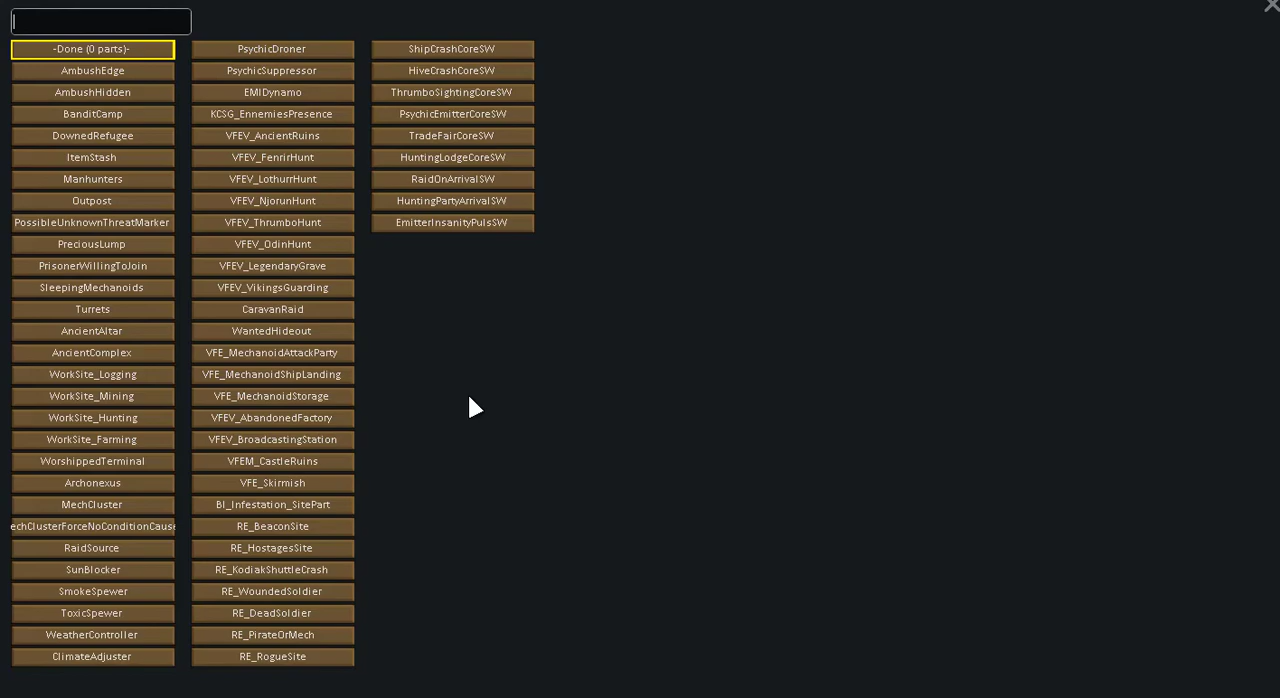 -Done (0 parts)-
AmbushEdge
AmbushHidden
BanditCamp
DownedRefugee
ItemStash
Manhunters
Outpost
PossibleUnknownThreatMarker
PreciousLump
PrisonerWillingToJoin
SleepingMechanoids
Turrets
AncientAltar
AncientComplex
WorkSite_Logging
WorkSite_Mining
WorkSite_Hunting
WorkSite_Farming
WorshippedTerminal
Archonexus
MechCluster
echClusterForceNoConditionCause
RaidSource
SunBlocker
SmokeSpewer
ToxicSpewer
WeatherController
ClimateAdjuster
PsychicDroner
PsychicSuppressor
EMIDynamo
KCSG_EnnemiesPresence
VFEV_AncientRuins
VFEV_FenrirHunt
VFEV_LothurrHunt
VFEV_NjorunHunt
VFEV_ThrumboHunt
VFEV_OdinHunt
VFEV_LegendaryGrave
VFEV_VikingsGuarding
CaravanRaid
WantedHideout
VFE_MechanoidAttackParty
VFE_MechanoidShipLanding
VFE_MechanoidStorage
VFEV_AbandonedFactory
VFEV_BroadcastingStation
VFEM_CastleRuins
VFE_Skirmish
BI_Infestation_SitePart
RE_BeaconSite
RE_HostagesSite
RE_KodiakShuttleCrash
RE_WoundedSoldier
RE_DeadSoldier
RE_PirateOrMech
RE_RogueSite
ShipCrashCoreSW
HiveCrashCoreSW
ThrumboSightingCoreSW
PsychicEmitterCoreSW
TradeFairCoreSW
HuntingLodgeCoreSW
RaidOnArrivalSW
HuntingPartyArrivalSW
EmitterInsanityPulsSW